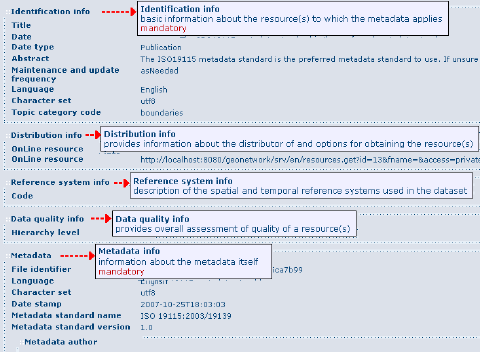 Identification info
Identification info
basic information about the resource(s) to which the metadata applies
mandatory
Title
Date
Date type Publication
Abstract The ISO19115 metadata standard is the preferred metadata standard to use. If unsure
Maintenance and update frequency asNeeded
Language English
Character set utf8
Topic category code boundaries
Distribution info
Distribution info
provides information about the distributor of and options for obtaining the resource(s)
OnLine resource
OnLine resource http://localhost:8080/geonetwork/srv/en/resources.get?id=13&fname=&access=private
Reference system info
Reference system info
description of the spatial and temporal reference systems used in the dataset
Code
Data quality info
Data quality info
provides overall assessment of quality of a resource(s)
Hierarchy level
Metadata
Metadata info
information about the metadata itself
mandatory
File identifier ica7b99
Language English
Character set utf8
Date stamp 2007-10-25T18:03:03
Metadata standard name ISO 19115:2003/19139
Metadata standard version 1.0
Metadata author